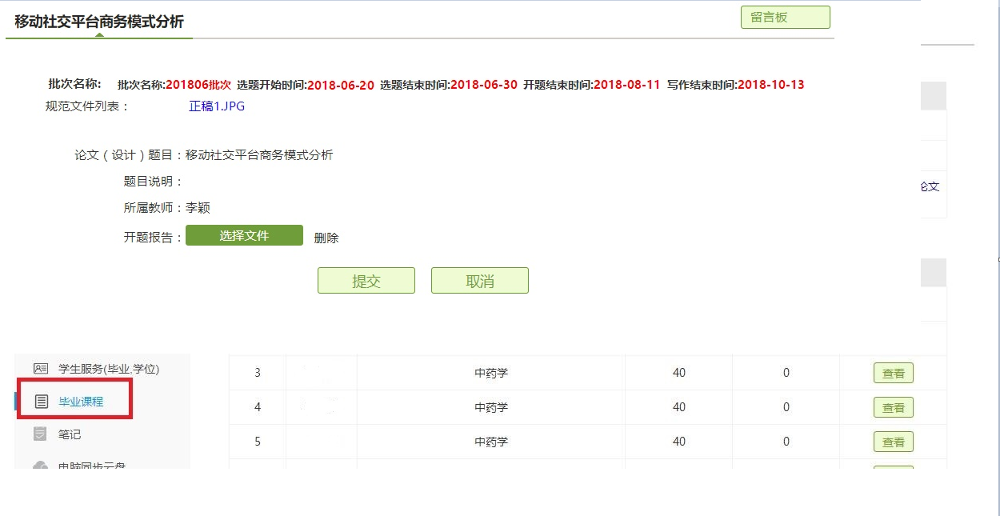 移动社交平台商务模式分析
留言板
批次名称: 批次名称:201806批次 选题开始时间:2018-06-20 选题结束时间:2018-06-30 开题结束时间:2018-08-11 写作结束时间:2018-10-13
规范文件列表： 正稿1.JPG
论文（设计）题目：移动社交平台商务模式分析
题目说明：
论文
所属教师：李颖
开题报告： 选择文件 删除
提交 取消
学生服务(毕业,学位)
毕业课程
笔记
电脑同步云盘
3 中药学 40 0 查看
4 中药学 40 0 查看
5 中药学 40 0 查看